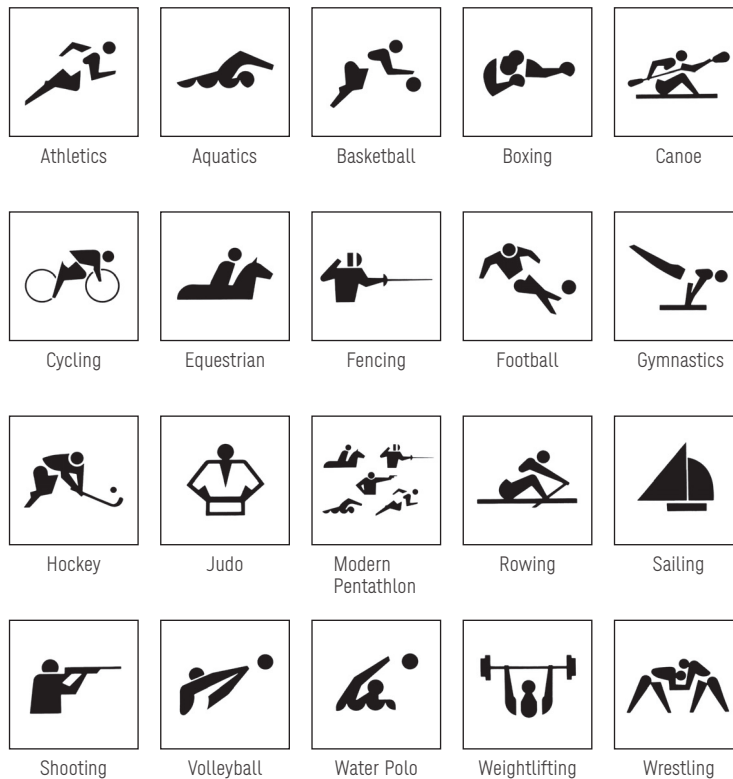 Athletics
Aquatics
Basketball
Boxing
Canoe
Cycling
Equestrian
Fencing
Football
Gymnastics
Hockey
Judo
Modern
Pentathlon
Rowing
Sailing
Shooting
Volleyball
Water Polo
Weightlifting
Wrestling